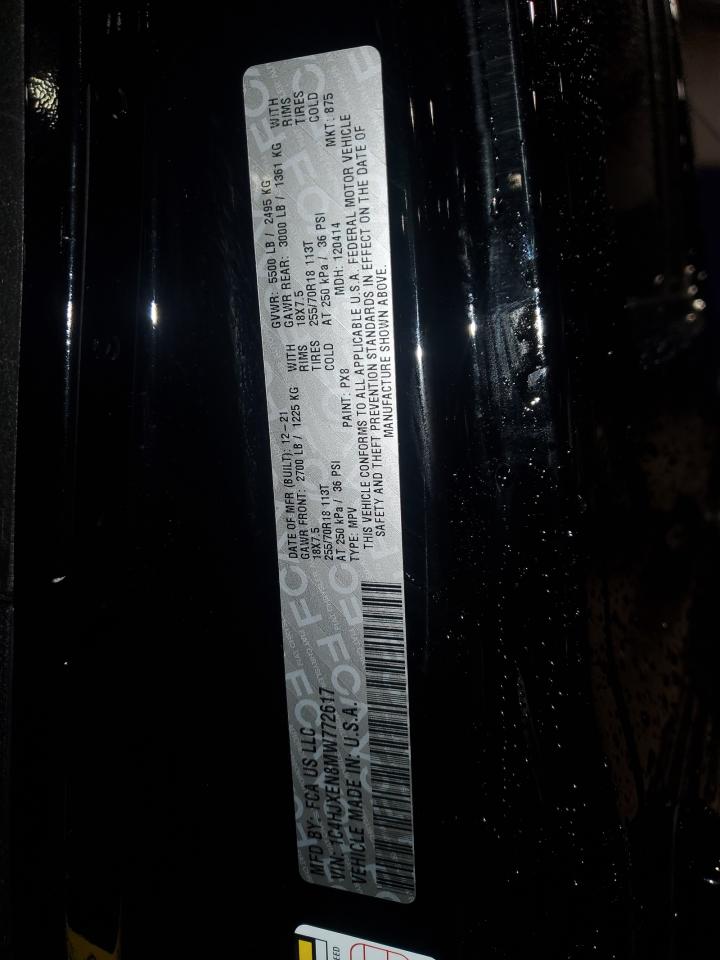 MFD BY: FCA US LLC
DATE OF MFR (BUILT): 12-21
GVWR: 5500 LB / 2495 KG
VIN: 1C4HJXEN8MW772617
GAWR FRONT: 2700 LB / 1225 KG WITH
GAWR REAR: 3000 LB / 1361 KG WITH
VEHICLE MADE IN: U.S.A.
18X7.5 RIMS
18X7.5 RIMS
255/70R18 113T TIRES
255/70R18 113T TIRES
AT 250 kPa / 36 PSI COLD
AT 250 kPa / 36 PSI COLD
TYPE: MPV PAINT: PX8 MDH: 120414 MKT: 875
THIS VEHICLE CONFORMS TO ALL APPLICABLE U.S.A. FEDERAL MOTOR VEHICLE
SAFETY AND THEFT PREVENTION STANDARDS IN EFFECT ON THE DATE OF
MANUFACTURE SHOWN ABOVE.